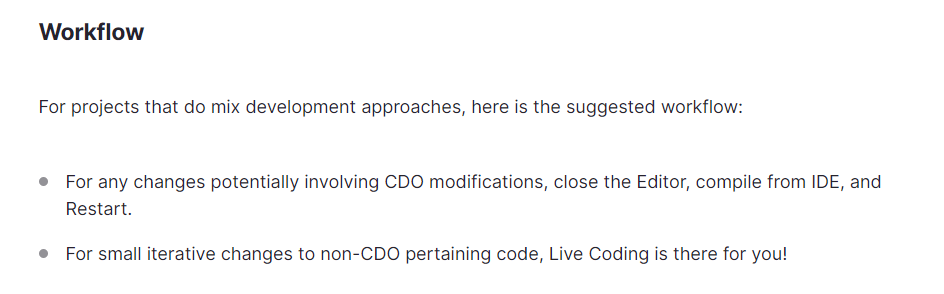 Workflow
For projects that do mix development approaches, here is the suggested workflow:
For any changes potentially involving CDO modifications, close the Editor, compile from IDE, and
Restart.
For small iterative changes to non-CDO pertaining code, Live Coding is there for you!